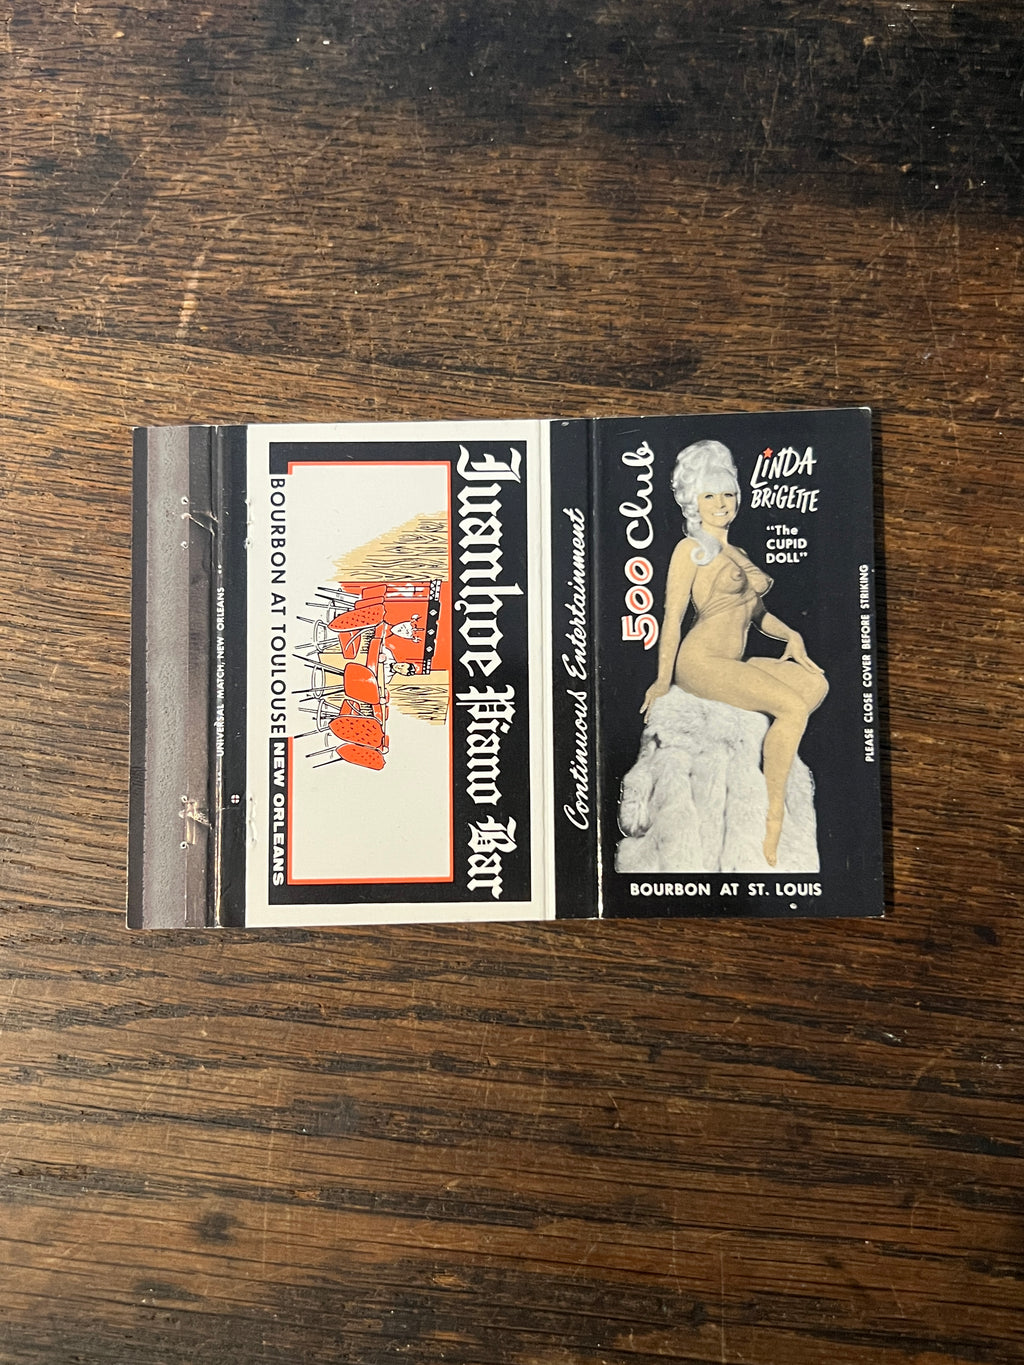 500 Club
LiNDA
BRiGETTE
"The
CUPID
DOLL"
BOURBON AT ST. LOUIS
PLEASE CLOSE COVER BEFORE STRIKING
Continuous Entertainment
Ivanhoe Piano Bar
BOURBON AT TOULOUSE NEW ORLEANS
UNIVERSAL MATCH, NEW ORLEANS